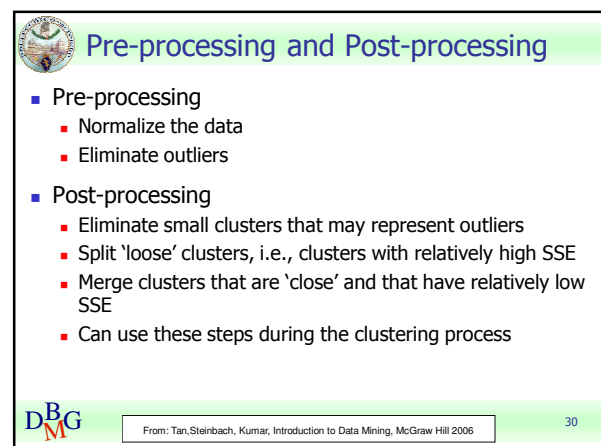 Pre-processing and Post-processing
Pre-processing
Normalize the data
Eliminate outliers
Post-processing
Eliminate small clusters that may represent outliers
Split ‘loose’ clusters, i.e., clusters with relatively high SSE
Merge clusters that are ‘close’ and that have relatively low
SSE
Can use these steps during the clustering process
DBMG
From: Tan,Steinbach, Kumar, Introduction to Data Mining, McGraw Hill 2006
30